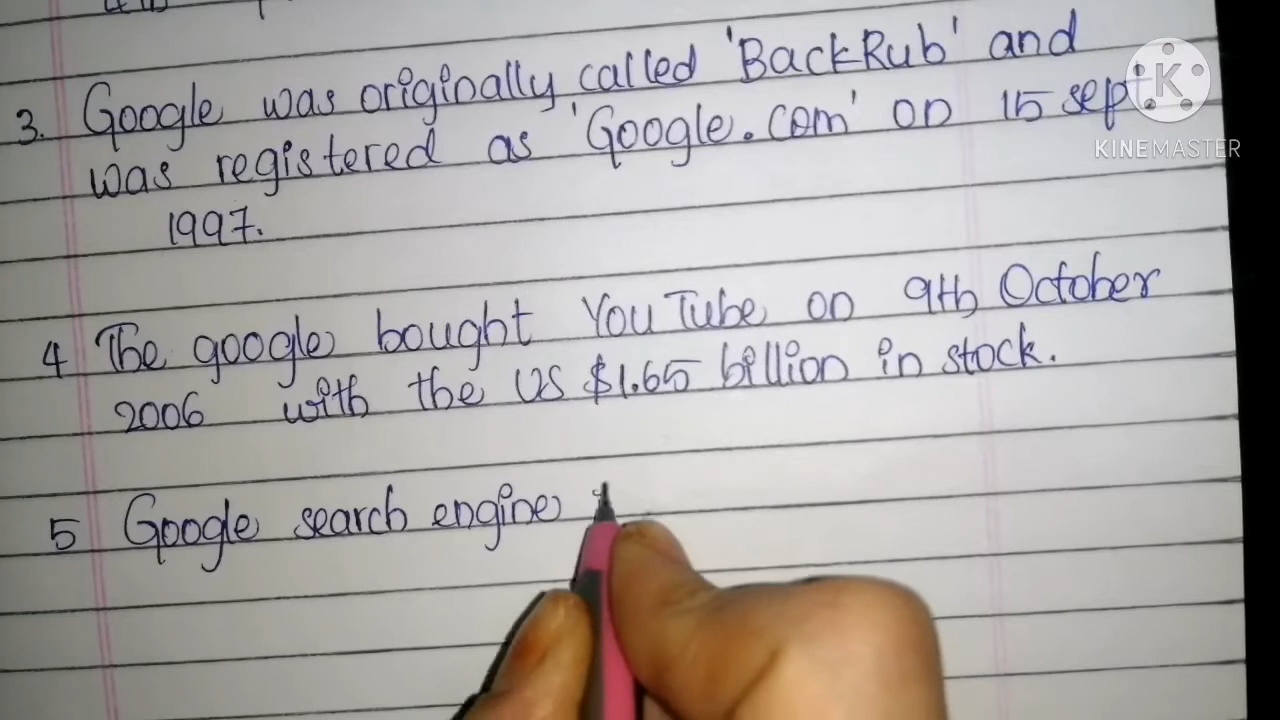 3. Google was originally called 'BackRub' and
was registered as 'Google.com' on 15 sept.
1997.
4 The google bought YouTube on 9th October
2006 with the US $1.65 billion in stock.
5 Google search engine
K
KINEMASTER